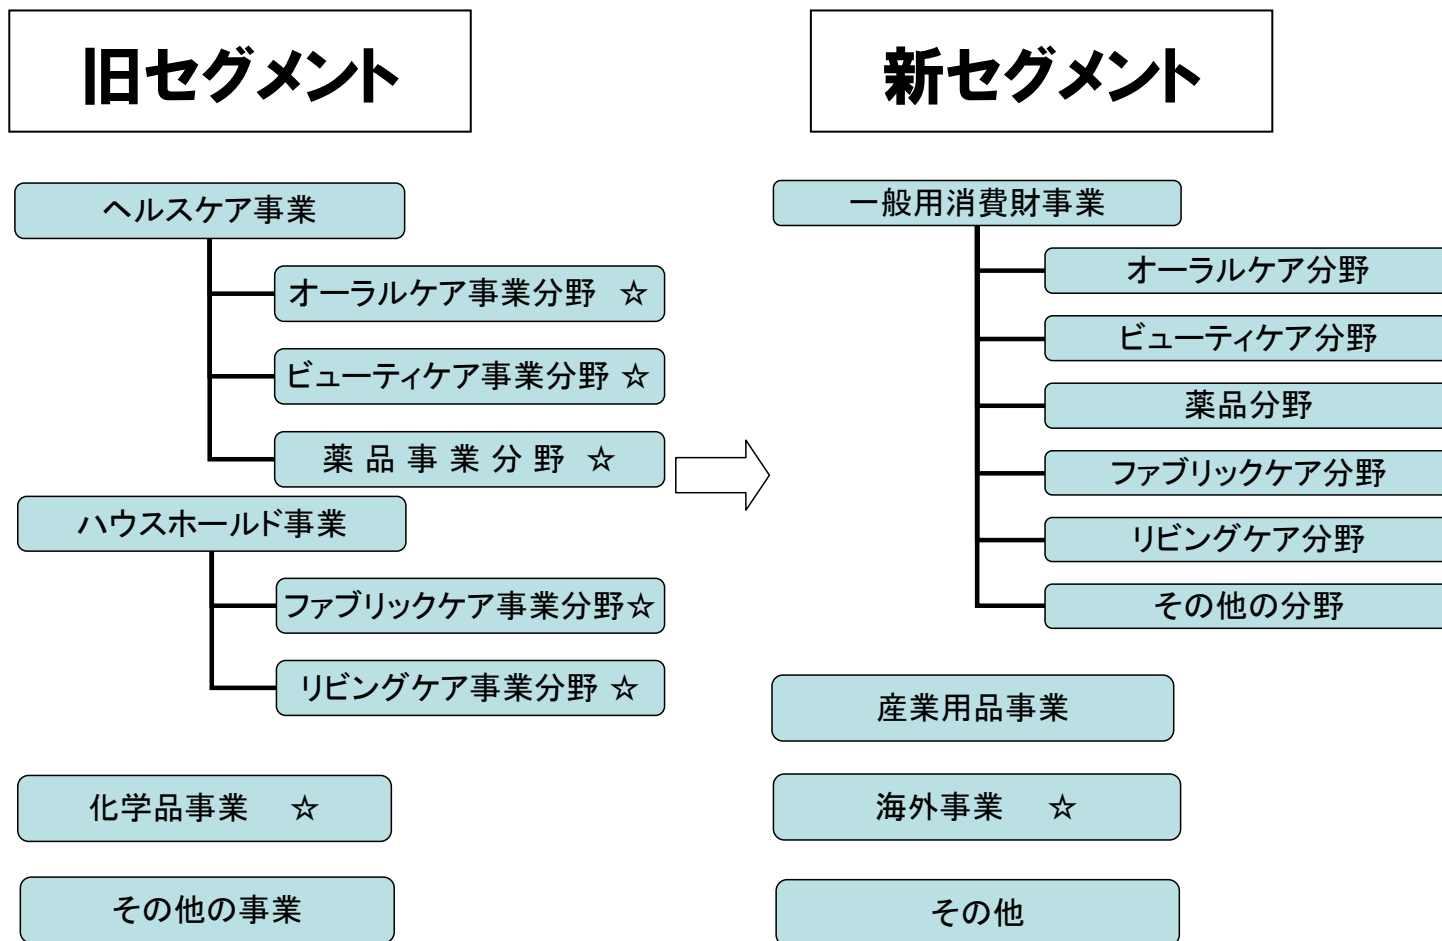 旧セグメント
ヘルスケア事業
オーラルケア事業分野 ☆
ビューティケア事業分野 ☆
薬品事業分野 ☆
ハウスホールド事業
ファブリックケア事業分野☆
リビングケア事業分野 ☆
化学品事業 ☆
その他の事業
新セグメント
一般用消費財事業
オーラルケア分野
ビューティケア分野
薬品分野
ファブリックケア分野
リビングケア分野
その他の分野
産業用品事業
海外事業 ☆
その他